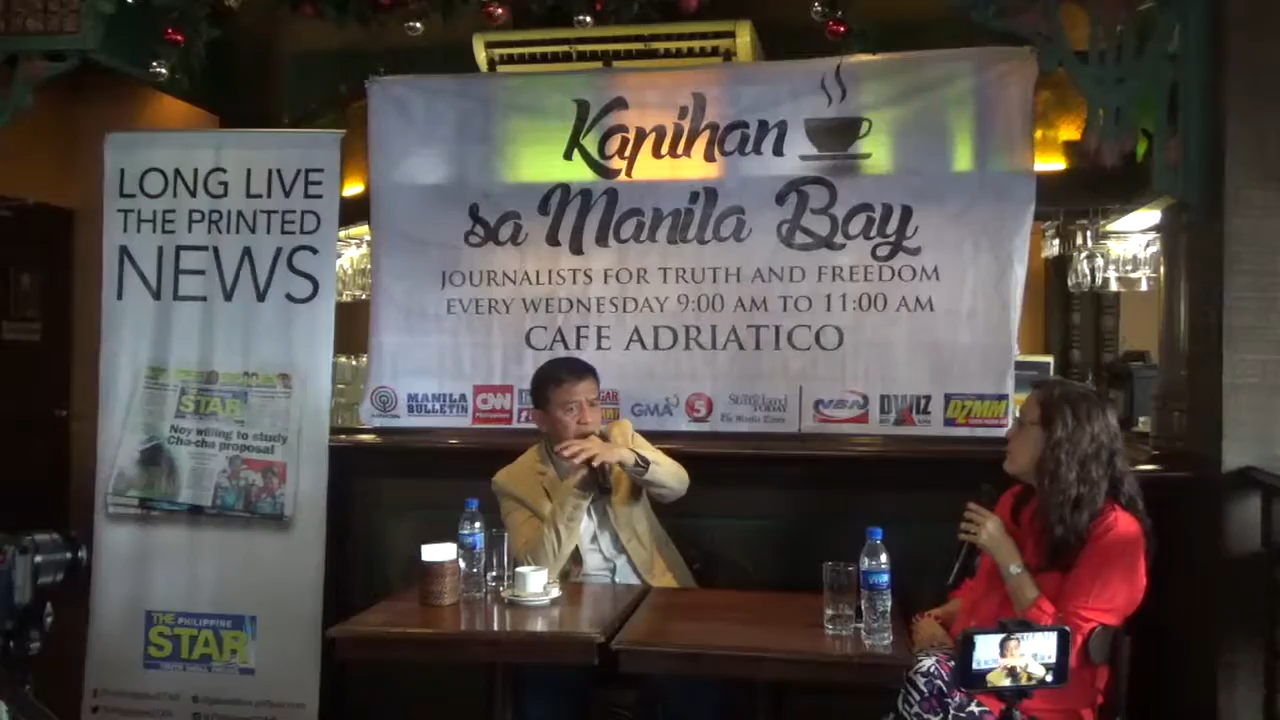 LONG LIVE
THE PRINTED
NEWS
STAR
Noy willing to study
Cha-cha proposal
THE PHILIPPINE
STAR
Kapihan
sa Manila Bay
JOURNALISTS FOR TRUTH AND FREEDOM
EVERY WEDNESDAY 9:00 AM TO 11:00 AM
CAFE ADRIATICO
MANILA
BULLETIN
CNN
Philippines
GMA
5
NBN
DWIZ
DZMM